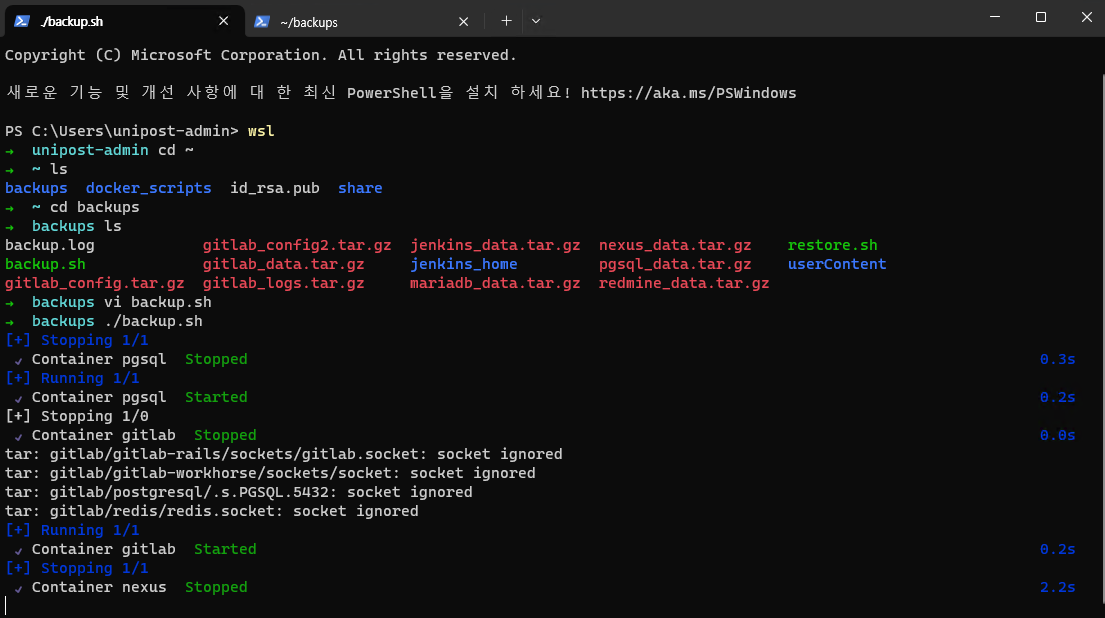 ./backup.sh
~/backups
Copyright (C) Microsoft Corporation. All rights reserved.
새로운 기능 및 개선 사항에 대 한 최신 PowerShell을 설치 하세요! https://aka.ms/PSWindows
PS C:\Users\unipost-admin> wsl
→ unipost-admin cd ~
→ ~ ls
backups docker_scripts id_rsa.pub share
→ ~ cd backups
→ backups ls
backup.log gitlab_config2.tar.gz jenkins_data.tar.gz nexus_data.tar.gz restore.sh
backup.sh gitlab_data.tar.gz jenkins_home pgsql_data.tar.gz userContent
gitlab_config.tar.gz gitlab_logs.tar.gz mariadb_data.tar.gz redmine_data.tar.gz
→ backups vi backup.sh
→ backups ./backup.sh
[+] Stopping 1/1
✓ Container pgsql Stopped 0.3s
[+] Running 1/1
✓ Container pgsql Started 0.2s
[+] Stopping 1/0
✓ Container gitlab Stopped 0.0s
tar: gitlab/gitlab-rails/sockets/gitlab.socket: socket ignored
tar: gitlab/gitlab-workhorse/sockets/socket: socket ignored
tar: gitlab/postgresql/.s.PGSQL.5432: socket ignored
tar: gitlab/redis/redis.socket: socket ignored
[+] Running 1/1
✓ Container gitlab Started 0.2s
[+] Stopping 1/1
✓ Container nexus Stopped 2.2s